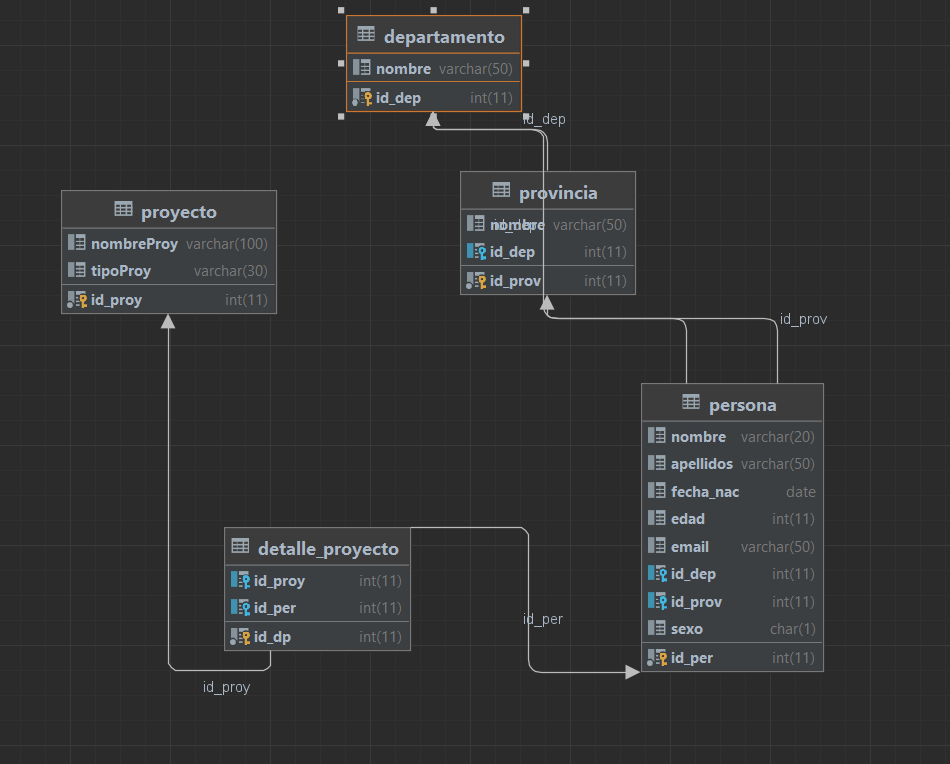 departamento
nombre varchar(50)
id_dep int(11)
id_dep
provincia
nombre varchar(50)
id_dep
id_dep int(11)
id_prov int(11)
proyecto
nombreProy varchar(100)
tipoProy varchar(30)
id_proy int(11)
id_prov
persona
nombre varchar(20)
apellidos varchar(50)
fecha_nac date
edad int(11)
email varchar(50)
id_dep int(11)
id_prov int(11)
sexo char(1)
id_per int(11)
detalle_proyecto
id_proy int(11)
id_per int(11)
id_dp int(11)
id_per
id_proy